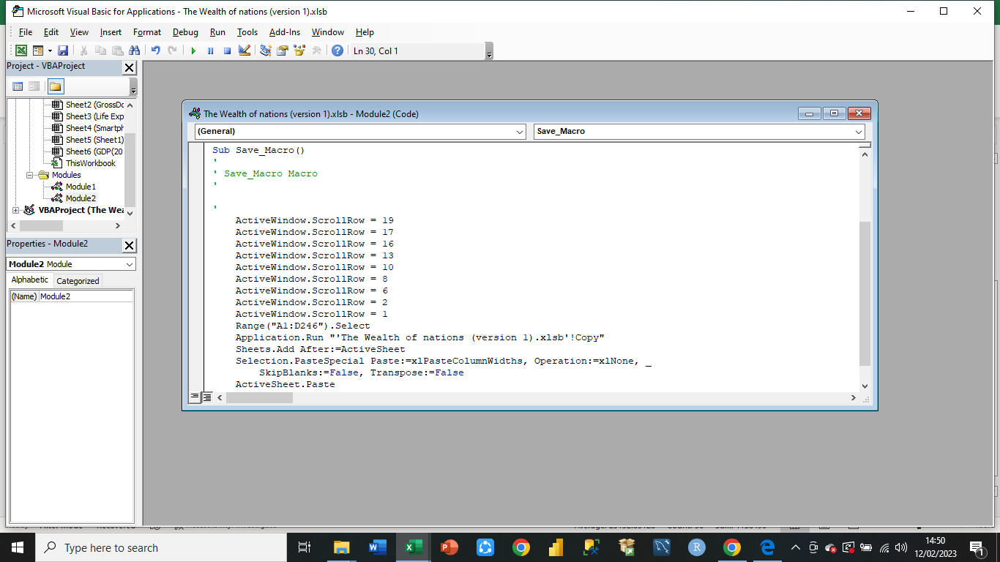 Microsoft Visual Basic for Applications - The Wealth of nations (version 1).xlsb
File Edit View Insert Format Debug Run Tools Add-Ins Window Help
Ln 30, Col 1
Project - VBAProject
Sheet2 (GrossDo
Sheet3 (Life Exp
Sheet4 (Smartph
Sheet5 (Sheet1)
Sheet6 (GDP(20
ThisWorkbook
Modules
Module1
Module2
VBAProject (The Wea
Properties - Module2
Module2 Module
Alphabetic Categorized
(Name) Module2
The Wealth of nations (version 1).xlsb - Module2 (Code)
(General) Save_Macro
Sub Save_Macro()
'
' Save_Macro Macro
'
'
ActiveWindow.ScrollRow = 19
ActiveWindow.ScrollRow = 17
ActiveWindow.ScrollRow = 16
ActiveWindow.ScrollRow = 13
ActiveWindow.ScrollRow = 10
ActiveWindow.ScrollRow = 8
ActiveWindow.ScrollRow = 6
ActiveWindow.ScrollRow = 2
ActiveWindow.ScrollRow = 1
Range("A1:D246").Select
Application.Run "'The Wealth of nations (version 1).xlsb'!Copy"
Sheets.Add After:=ActiveSheet
Selection.PasteSpecial Paste:=xlPasteColumnWidths, Operation:=xlNone, _
SkipBlanks:=False, Transpose:=False
ActiveSheet.Paste
Type here to search
14:50
12/02/2023
1